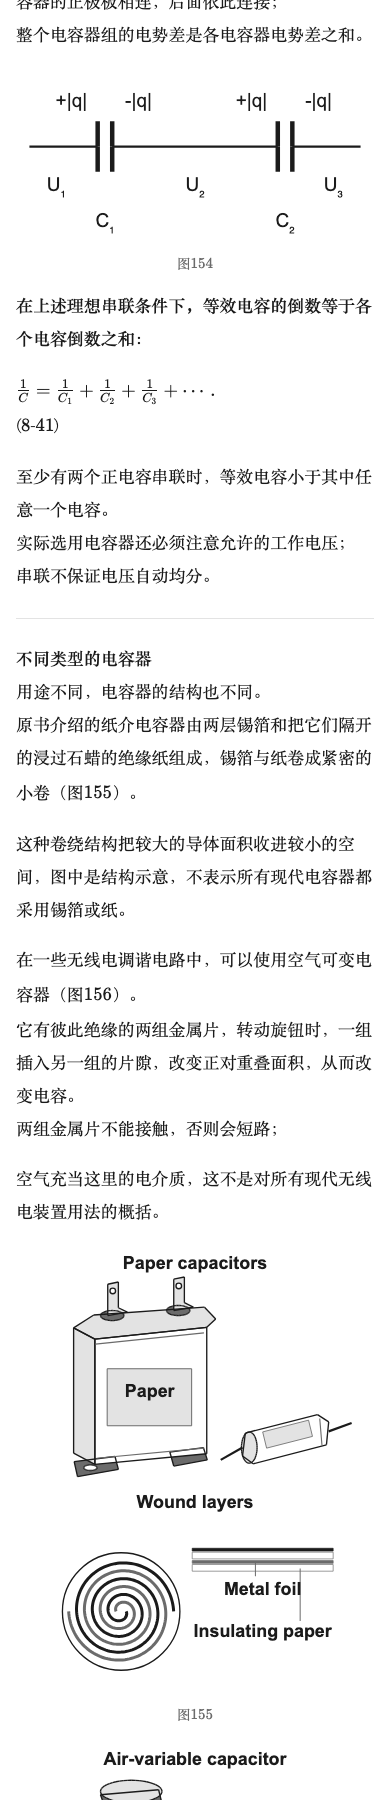 容器的正极板相连，后面依此连接；
整个电容器组的电势差是各电容器电势差之和。
+|q| -|q| +|q| -|q|
U₁ U₂ U₃
C₁ C₂
图154
在上述理想串联条件下，等效电容的倒数等于各
个电容倒数之和：
1/C = 1/C₁ + 1/C₂ + 1/C₃ + ⋯ .
(8-41)
至少有两个正电容串联时，等效电容小于其中任
意一个电容。
实际选用电容器还必须注意允许的工作电压；
串联不保证电压自动均分。
不同类型的电容器
用途不同，电容器的结构也不同。
原书介绍的纸介电容器由两层锡箔和把它们隔开
的浸过石蜡的绝缘纸组成，锡箔与纸卷成紧密的
小卷（图155）。
这种卷绕结构把较大的导体面积收进较小的空
间，图中是结构示意，不表示所有现代电容器都
采用锡箔或纸。
在一些无线电调谐电路中，可以使用空气可变电
容器（图156）。
它有彼此绝缘的两组金属片，转动旋钮时，一组
插入另一组的片隙，改变正对重叠面积，从而改
变电容。
两组金属片不能接触，否则会短路；
空气充当这里的电介质，这不是对所有现代无线
电装置用法的概括。
Paper capacitors
Paper
Wound layers
Metal foil
Insulating paper
图155
Air-variable capacitor